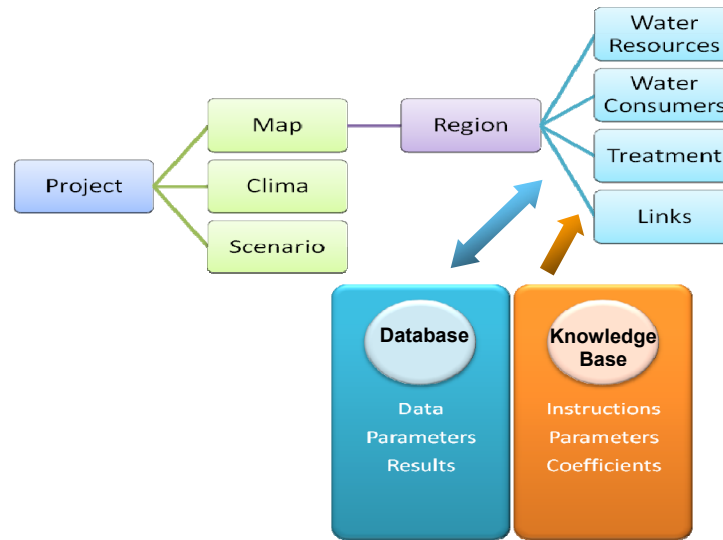 Project
Map
Clima
Scenario
Region
Water
Resources
Water
Consumers
Treatment
Links
Database
Data
Parameters
Results
Knowledge
Base
Instructions
Parameters
Coefficients